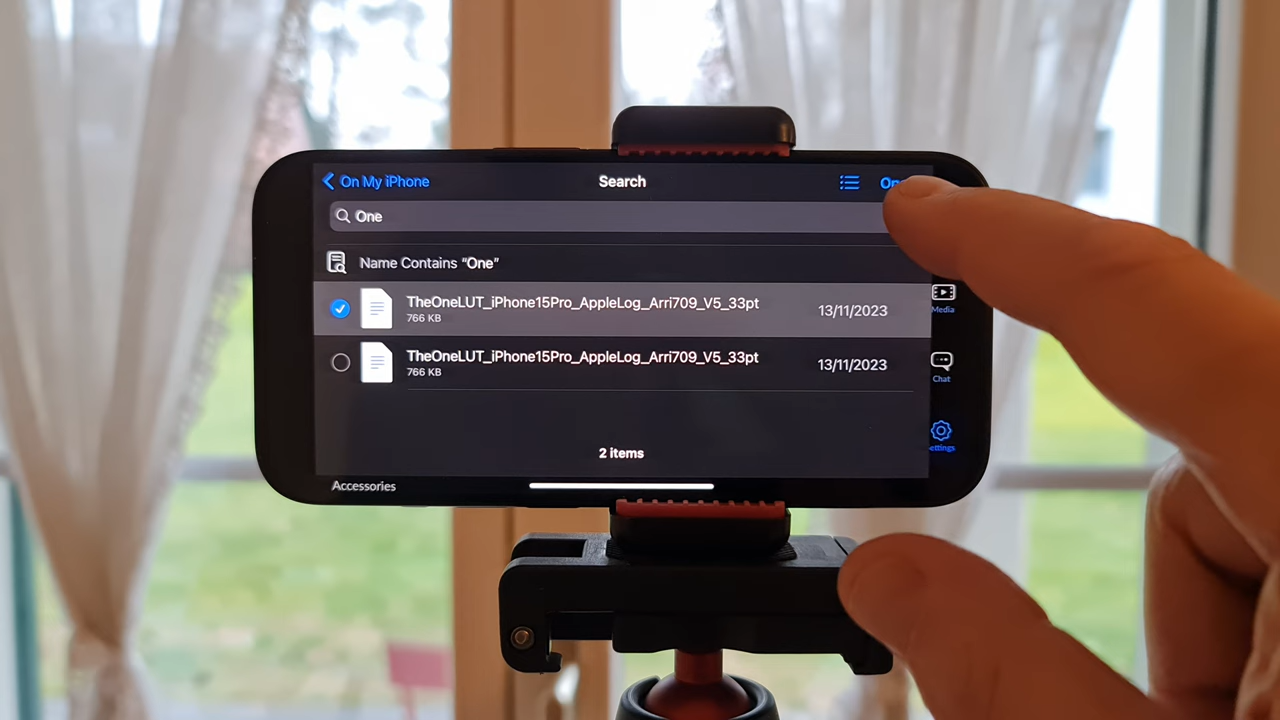 On My iPhone
Search
One
Name Contains “One”
TheOneLUT_iPhone15Pro_AppleLog_Arri709_V5_33pt
13/11/2023
766 KB
TheOneLUT_iPhone15Pro_AppleLog_Arri709_V5_33pt
13/11/2023
766 KB
2 items
Accessories
Media
Chat
ettings